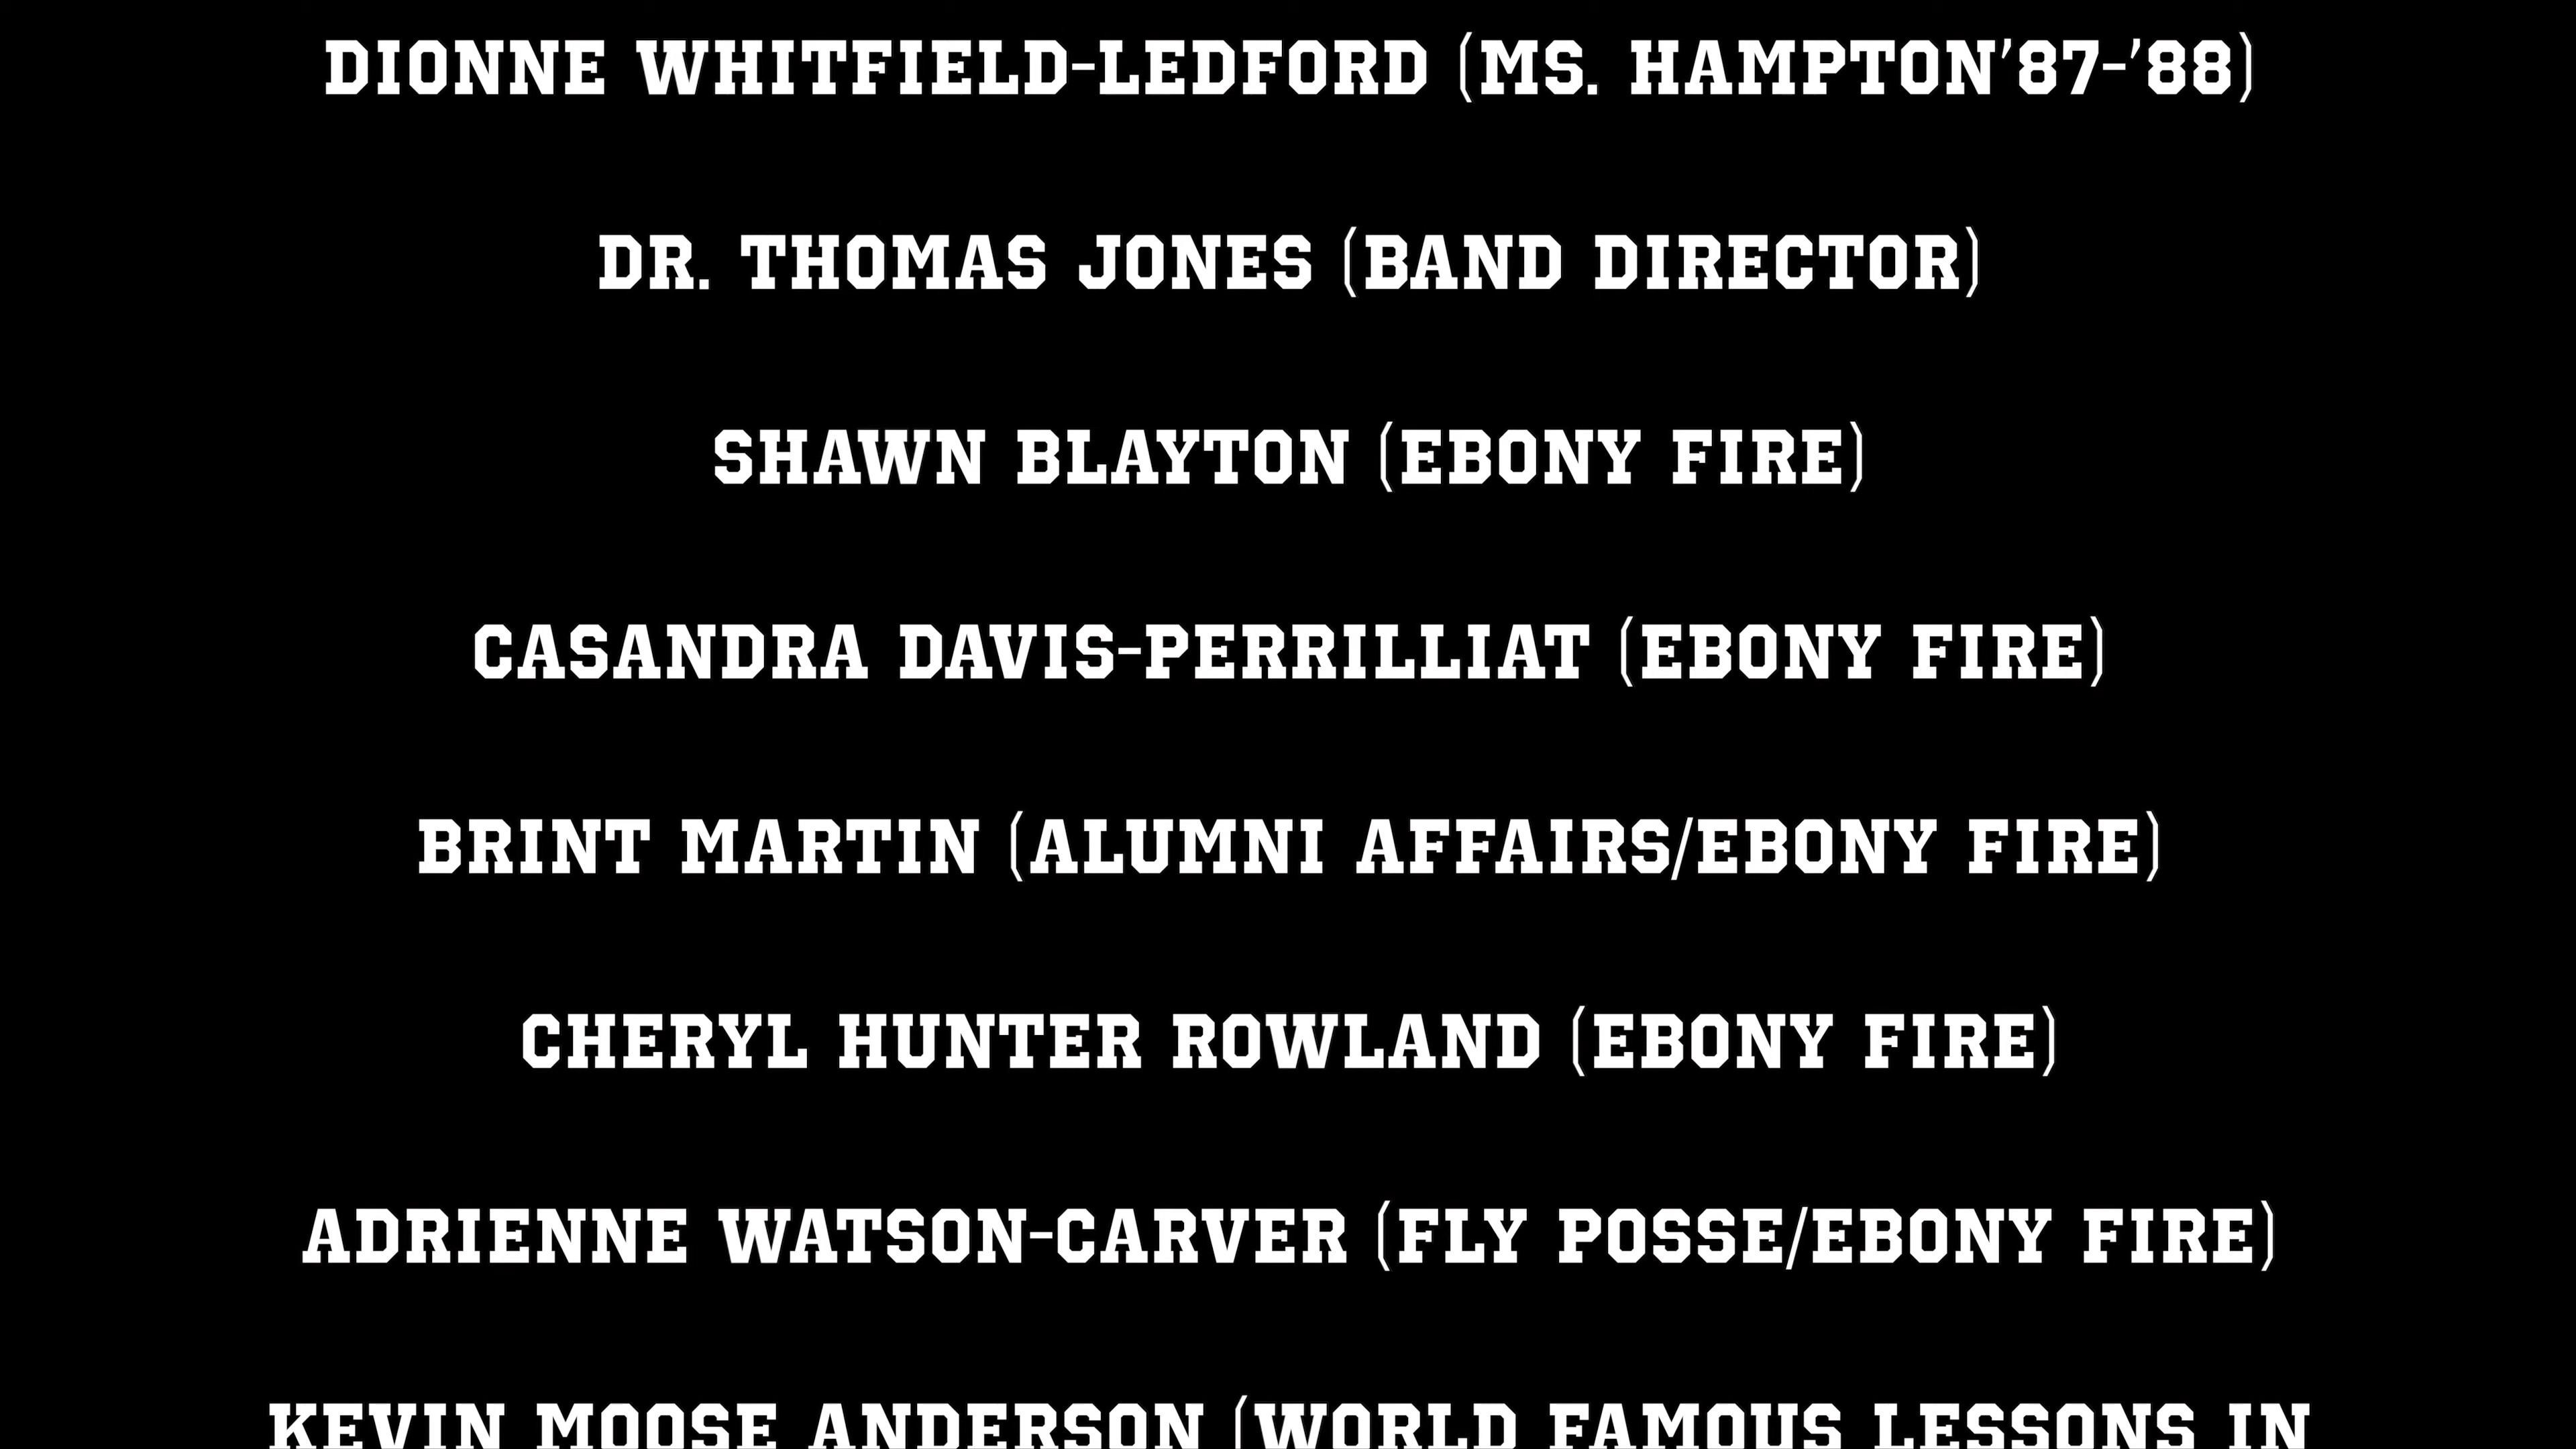 DIONNE WHITFIELD-LEDFORD (MS. HAMPTON'87-'88)
DR. THOMAS JONES (BAND DIRECTOR)
SHAWN BLAYTON (EBONY FIRE)
CASANDRA DAVIS-PERRILLIAT (EBONY FIRE)
BRINT MARTIN (ALUMNI AFFAIRS/EBONY FIRE)
CHERYL HUNTER ROWLAND (EBONY FIRE)
ADRIENNE WATSON-CARVER (FLY POSSE/EBONY FIRE)
KEVIN MOOSE ANDERSON (WORLD FAMOUS LESSONS IN